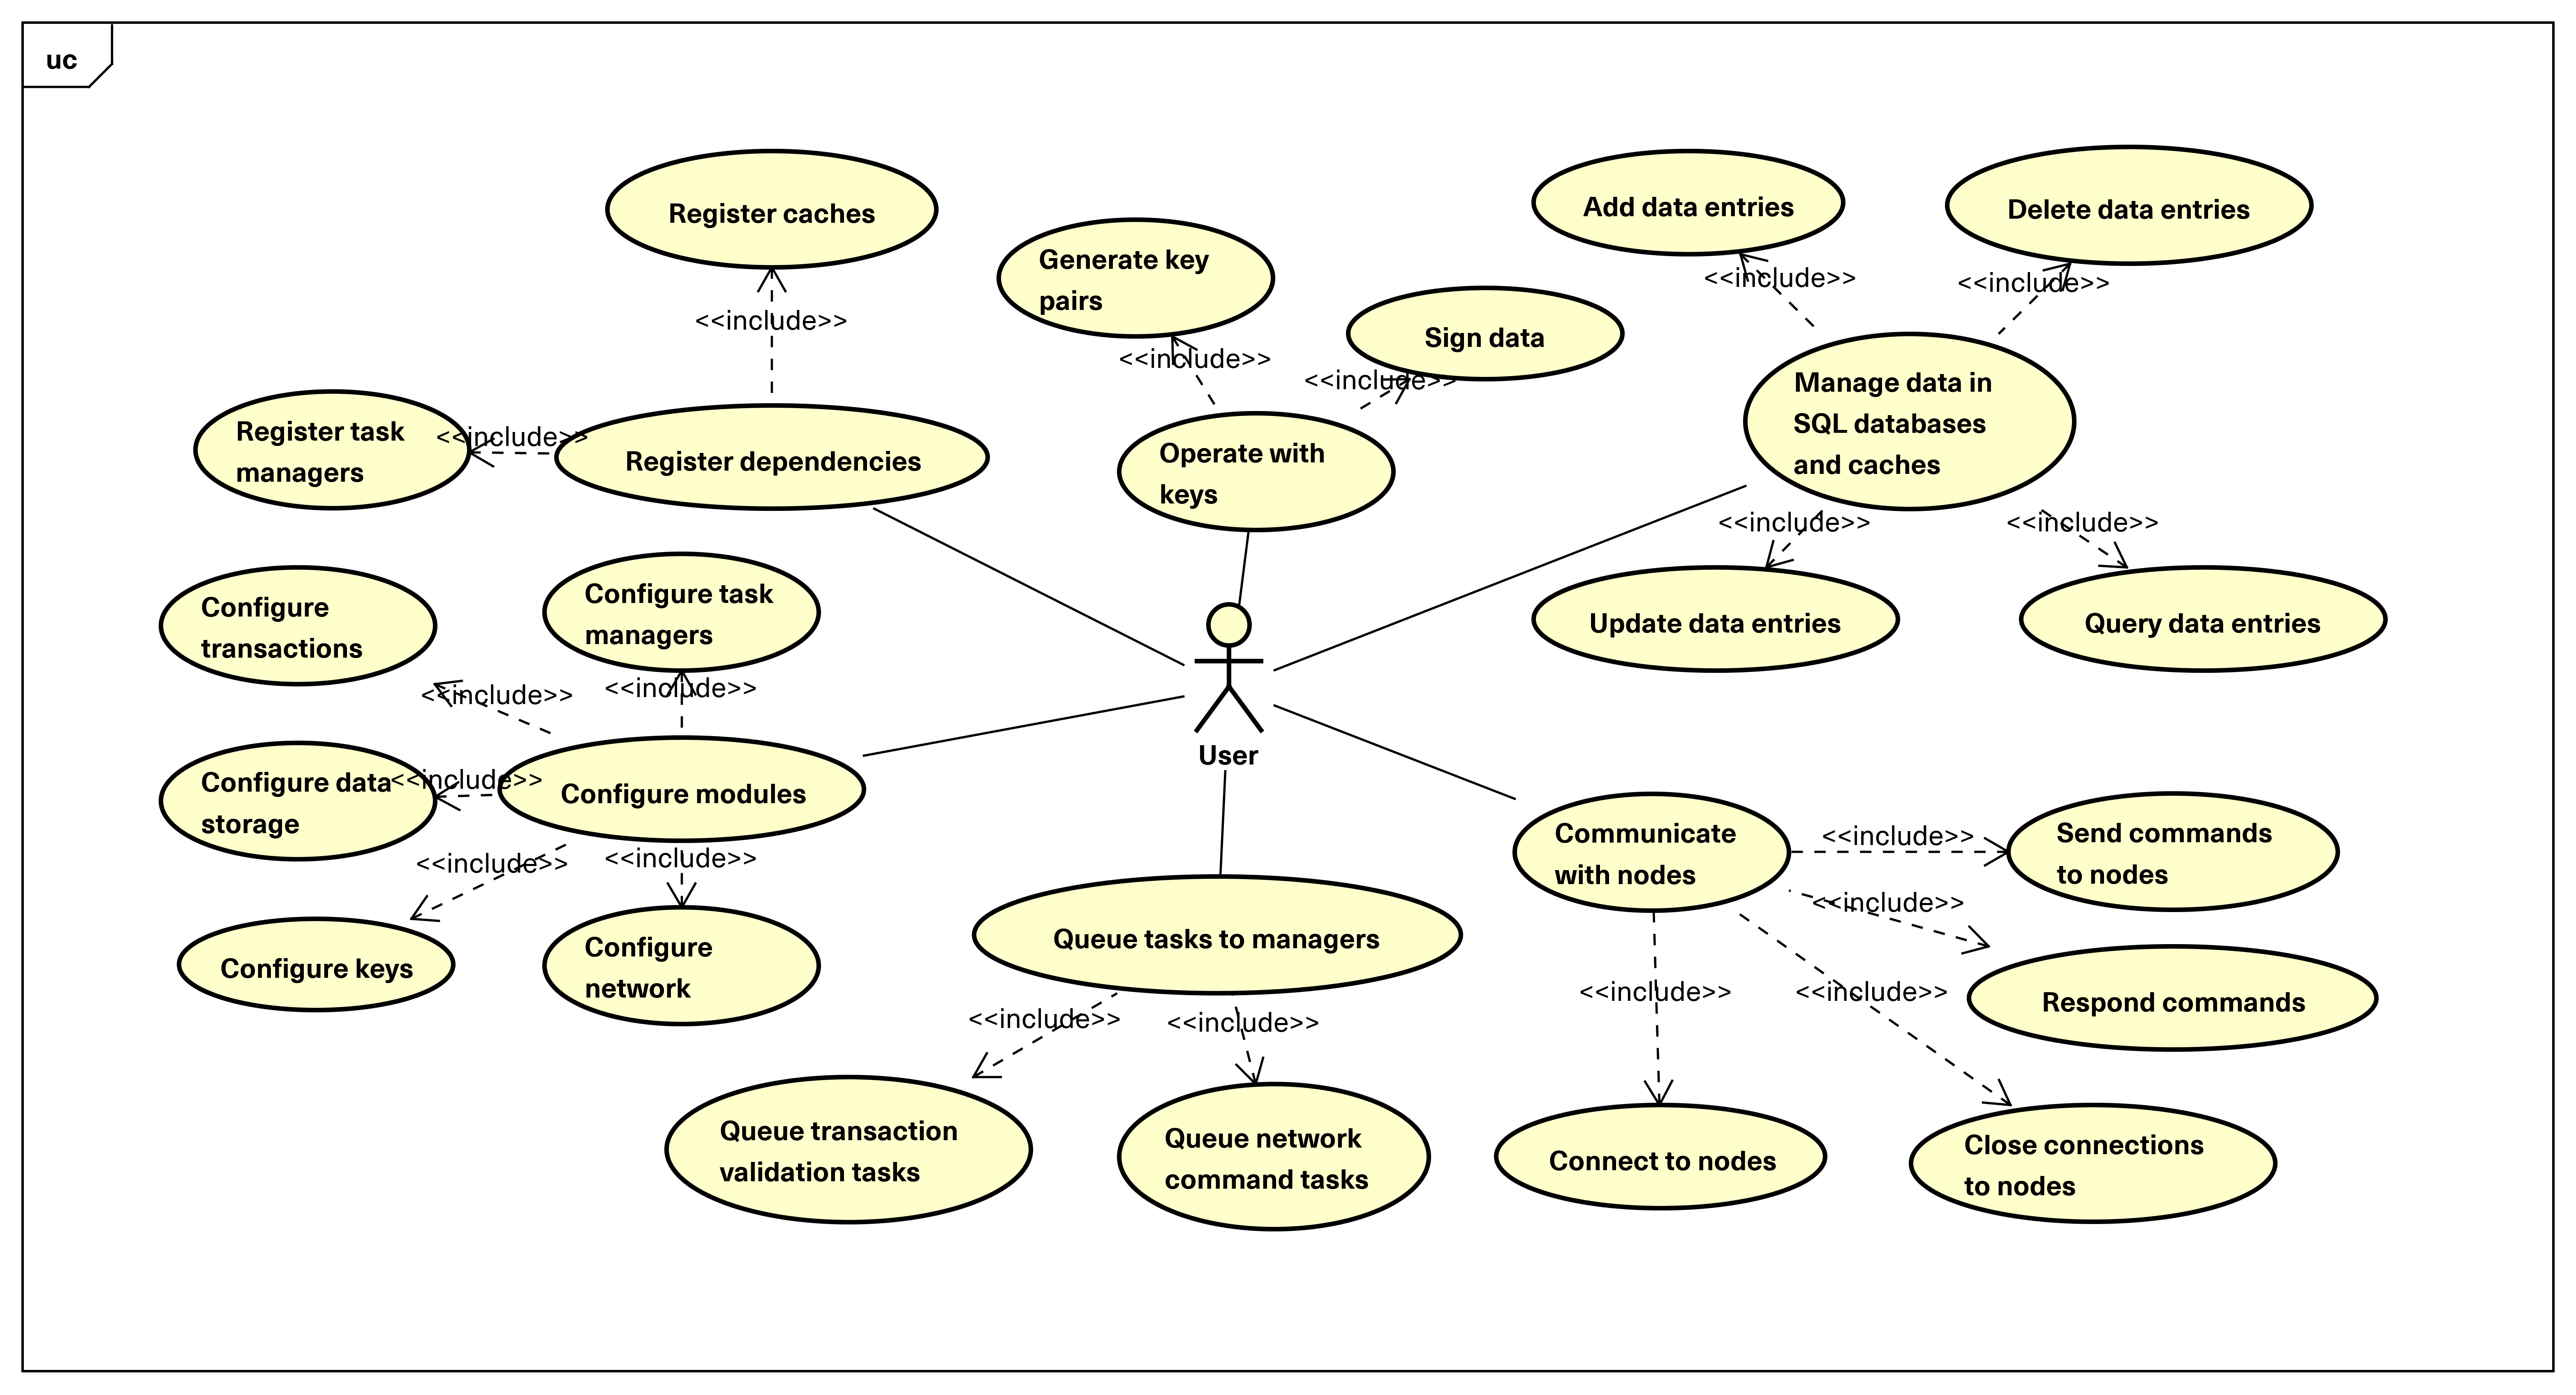 uc
Register caches
<<include>>
Register task
managers
<<include>>
Register dependencies
Generate key
pairs
<<include>>
Sign data
<<include>>
Operate with
keys
Add data entries
<<include>>
Delete data entries
<<include>>
Manage data in
SQL databases
and caches
<<include>>
<<include>>
Update data entries
Query data entries
Configure
transactions
<<include>>
Configure task
managers
<<include>>
Configure data
storage
<<include>>
Configure modules
<<include>>
Configure keys
<<include>>
Configure
network
User
Queue tasks to managers
<<include>>
<<include>>
Queue transaction
validation tasks
Queue network
command tasks
Communicate
with nodes
<<include>>
Send commands
to nodes
<<include>>
Respond commands
<<include>>
<<include>>
Connect to nodes
Close connections
to nodes